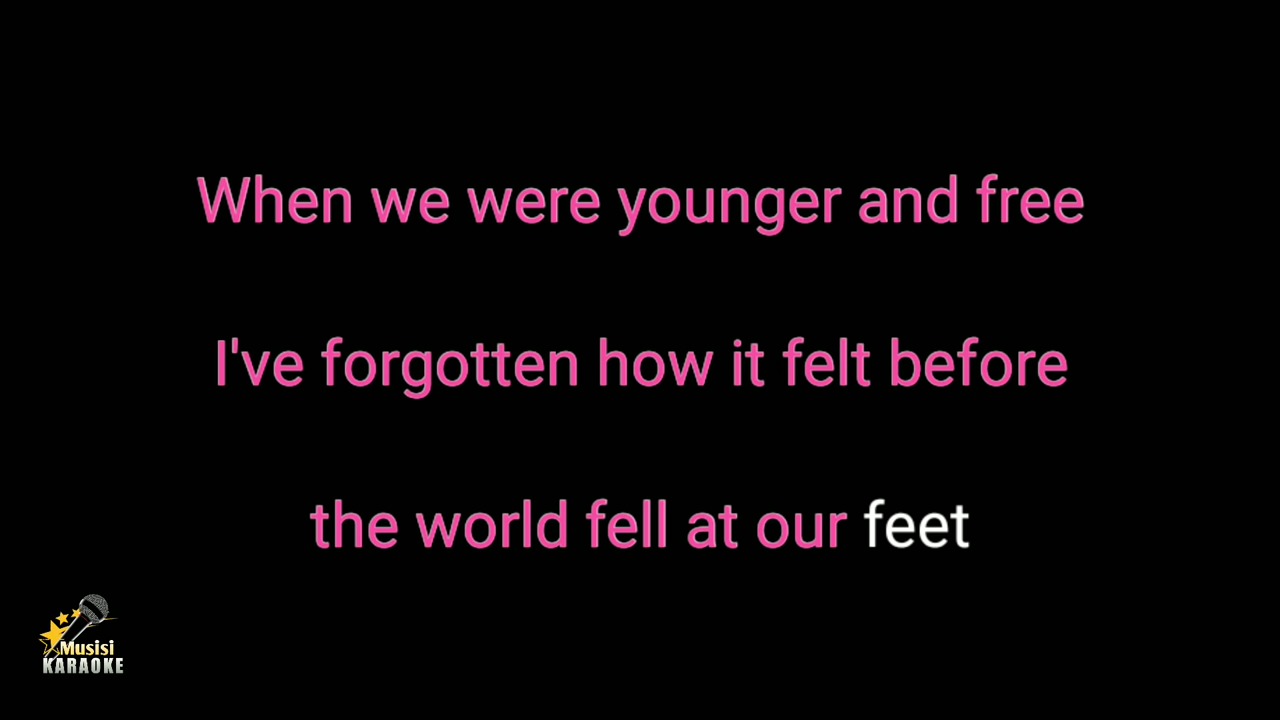 When we were younger and free
I've forgotten how it felt before
the world fell at our feet
Musisi
KARAOKE